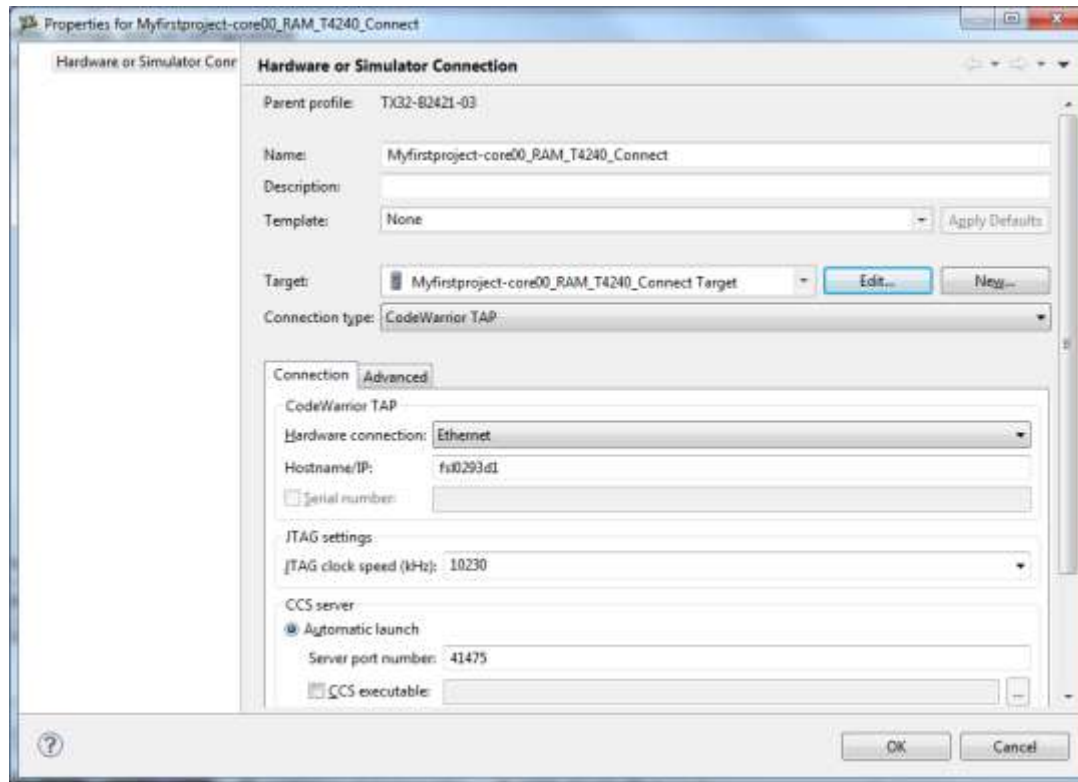 Properties for Myfirstproject-core00_RAM_T4240_Connect
Hardware or Simulator Conr
Hardware or Simulator Connection
Parent profile: TX32-B2421-03
Name: Myfirstproject-core00_RAM_T4240_Connect
Description:
Template: None Apply Defaults
Target: Myfirstproject-core00_RAM_T4240_Connect Target Edit... New...
Connection type: CodeWarrior TAP
Connection Advanced
CodeWarrior TAP
Hardware connection: Ethernet
Hostname/IP: fsl0293d1
Serial number:
JTAG settings
JTAG clock speed (kHz): 10230
CCS server
Automatic launch
Server port number: 41475
CCS executable: ...
? OK Cancel